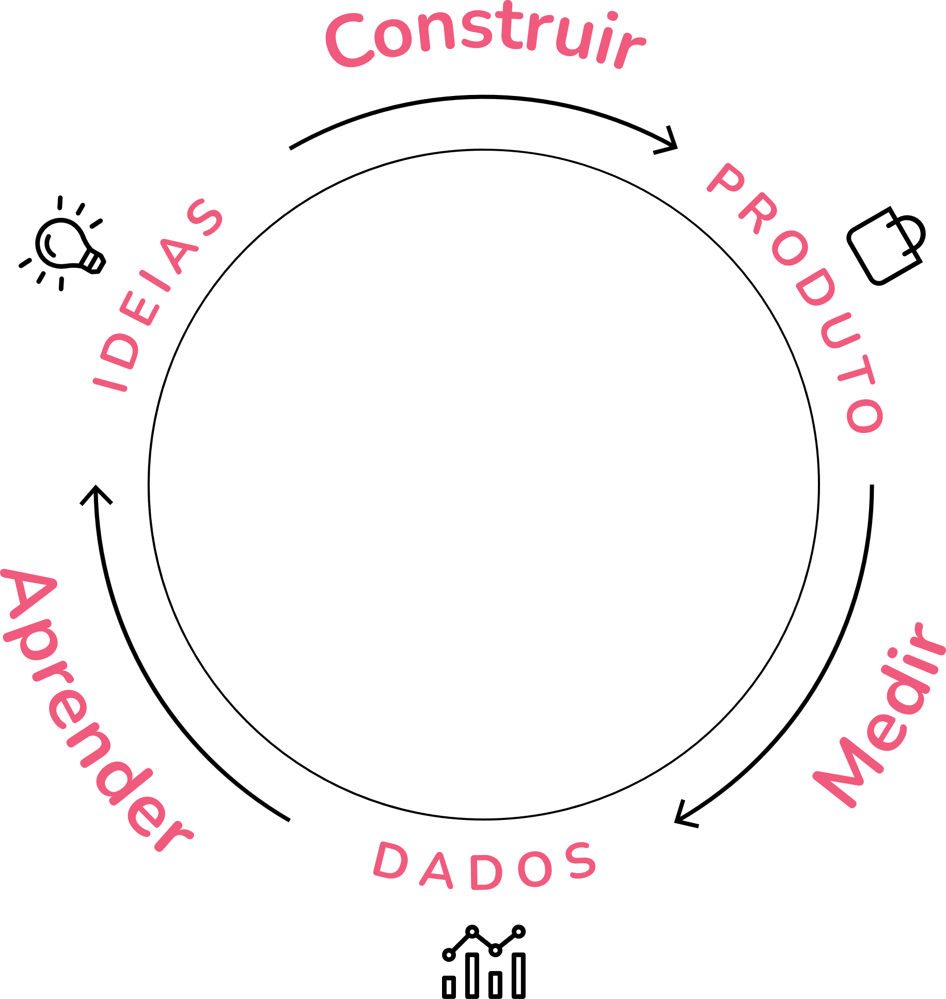 Construir
PRODUTO
Medir
DADOS
Aprender
IDEIAS